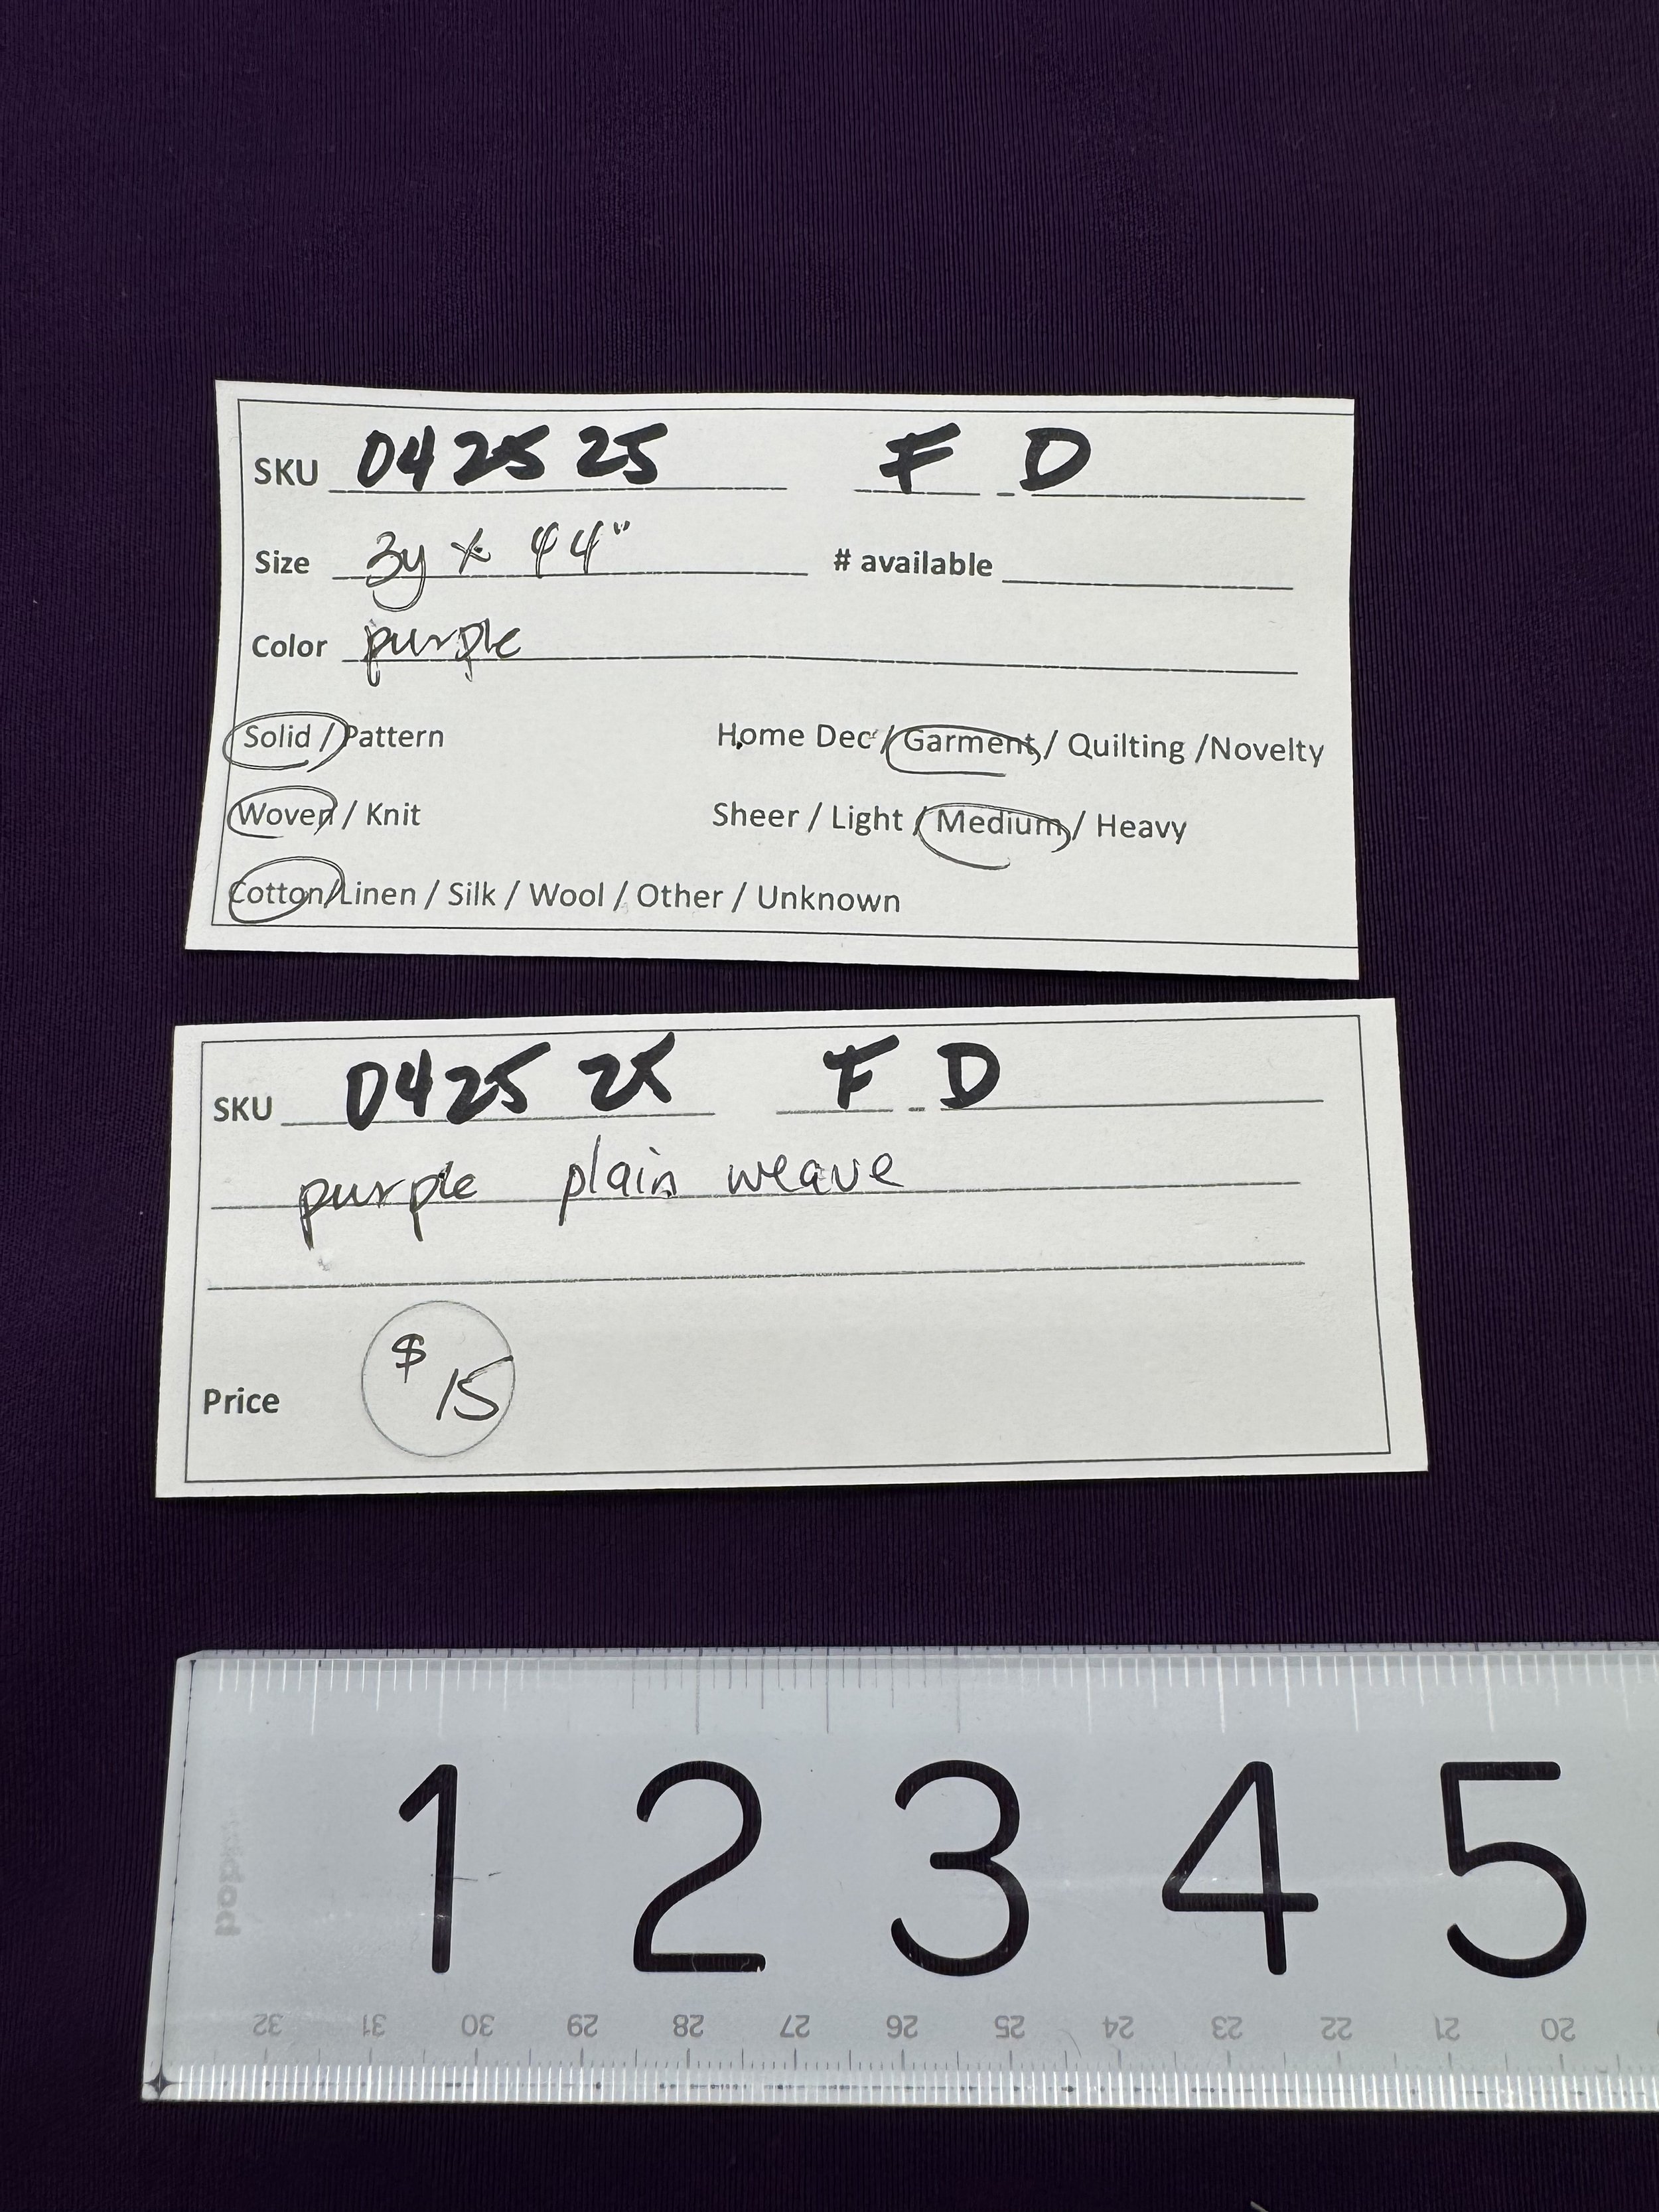 SKU 042525 F - D
Size 3y x 44" # available
Color purple
Solid / Pattern Home Dec / Garment / Quilting /Novelty
Woven / Knit Sheer / Light / Medium / Heavy
Cotton/Linen / Silk / Wool / Other / Unknown
SKU 042525 F - D
purple plain weave
Price $15
1 2 3 4 5
32 31 30 29 28 27 26 25 24 23 22 21 20